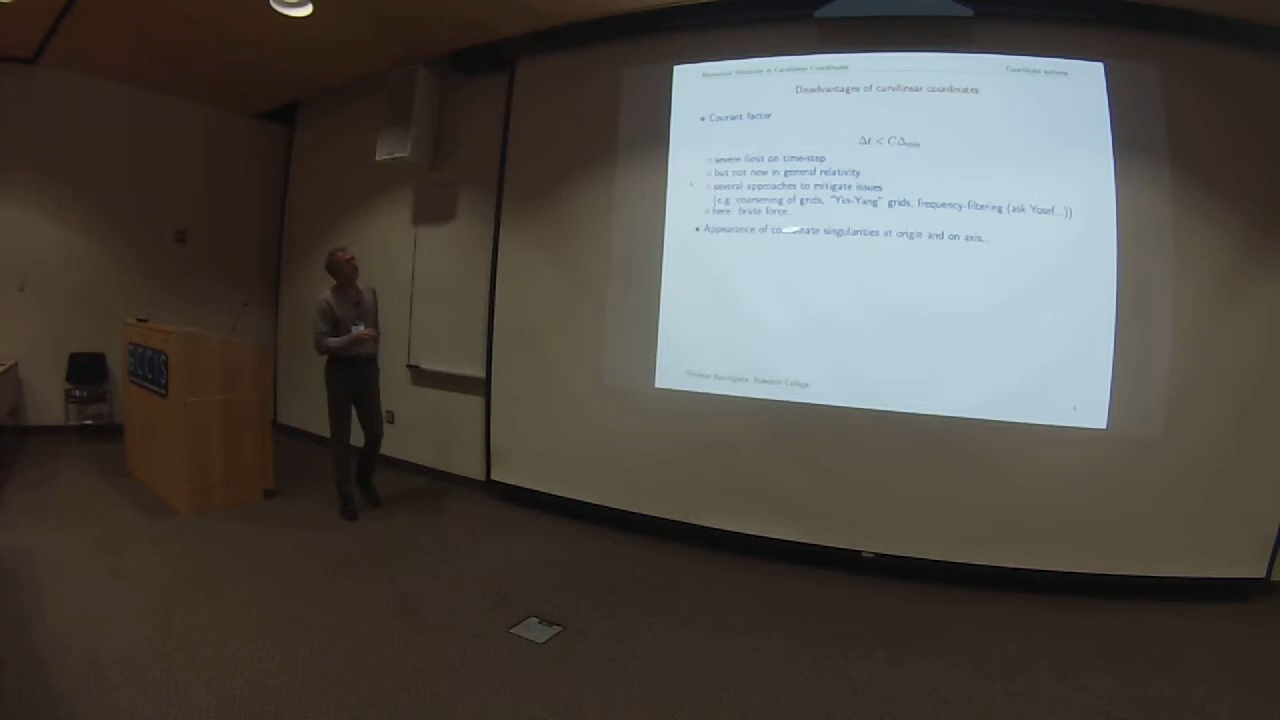 Numerical Relativity in Curvilinear Coordinates
Coordinate systems
Disadvantages of curvilinear coordinates
• Courant factor
Δt < CΔmin
○ severe limit on time-step
○ but not new in general relativity
○ several approaches to mitigate issues
[e.g. coarsening of grids, "Yin-Yang" grids, frequency-filtering (ask Yosef...)]
○ here: brute force...
• Appearance of coordinate singularities at origin and on axis...
Thomas Baumgarte, Bowdoin College
CCIS